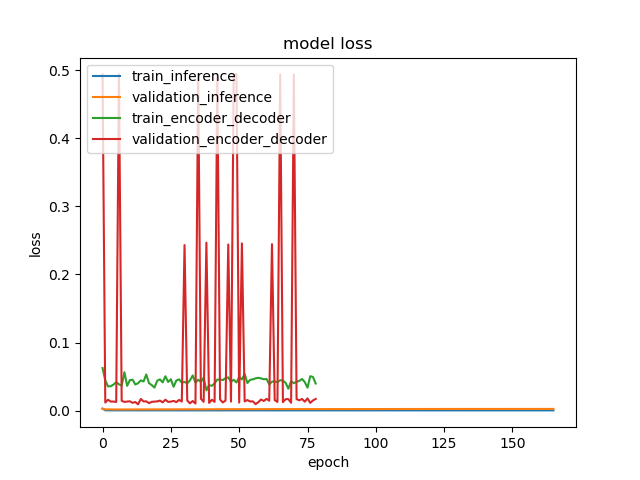 model loss
train_inference
validation_inference
train_encoder_decoder
validation_encoder_decoder
loss
0.5
0.4
0.3
0.2
0.1
0.0
0 25 50 75 100 125 150
epoch